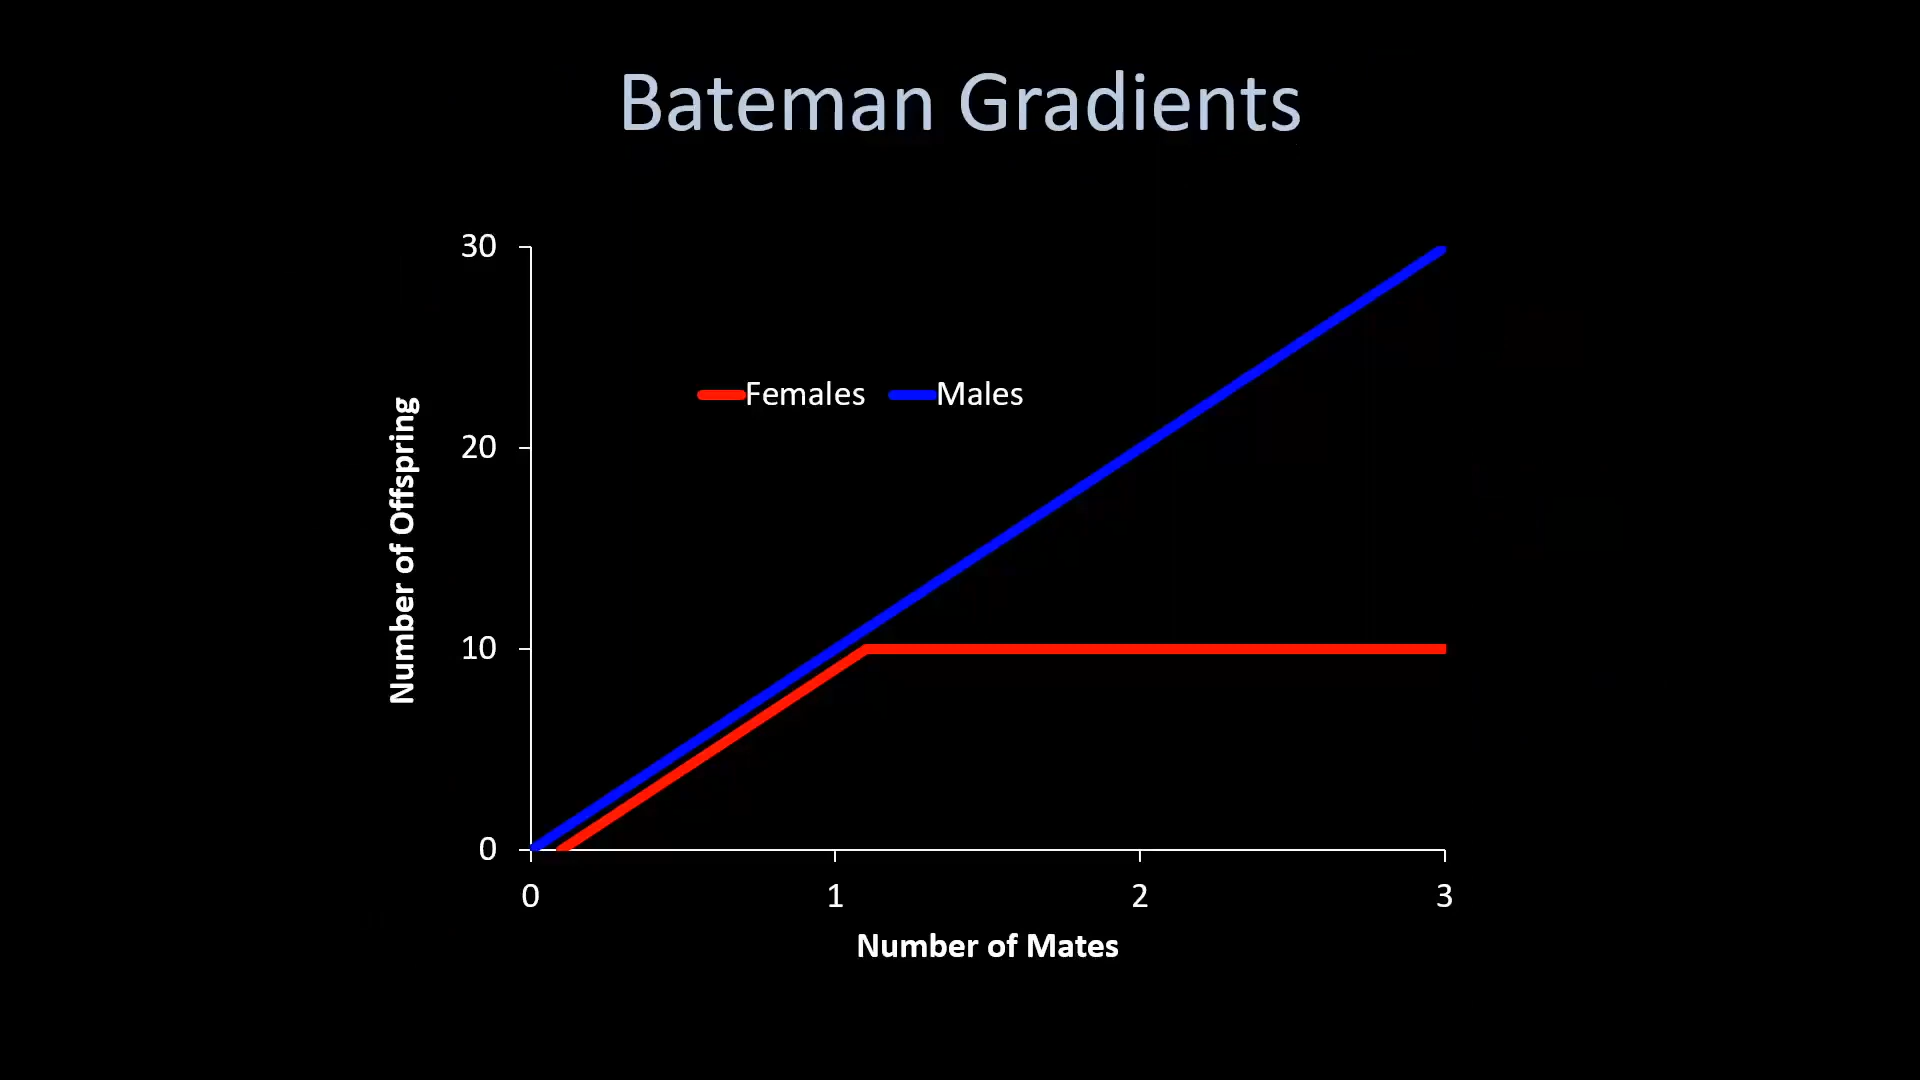 Bateman Gradients
30
Females Males
20
10
0
Number of Offspring
0 1 2 3
Number of Mates